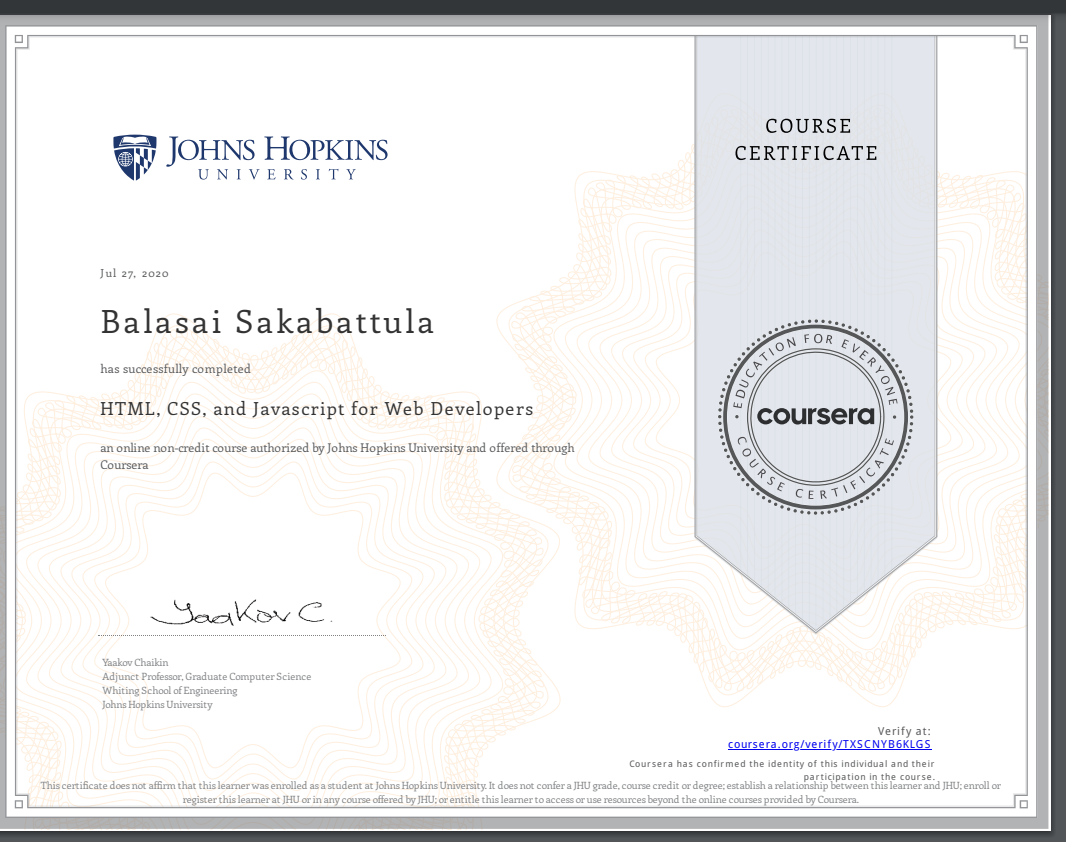 COURSE
CERTIFICATE
JOHNS HOPKINS
UNIVERSITY
Jul 27, 2020
Balasai Sakabattula
has successfully completed
HTML, CSS, and Javascript for Web Developers
an online non-credit course authorized by Johns Hopkins University and offered through
Coursera
EDUCATION FOR EVERYONE
coursera
COURSE CERTIFICATE
Yaakov C.
Yaakov Chaikin
Adjunct Professor, Graduate Computer Science
Whiting School of Engineering
Johns Hopkins University
Verify at:
coursera.org/verify/TXSCNYB6KLGS
Coursera has confirmed the identity of this individual and their
participation in the course.
This certificate does not affirm that this learner was enrolled as a student at Johns Hopkins University. It does not confer a JHU grade, course credit or degree; establish a relationship between this learner and JHU; enroll or
register this learner at JHU or in any course offered by JHU; or entitle this learner to access or use resources beyond the online courses provided by Coursera.